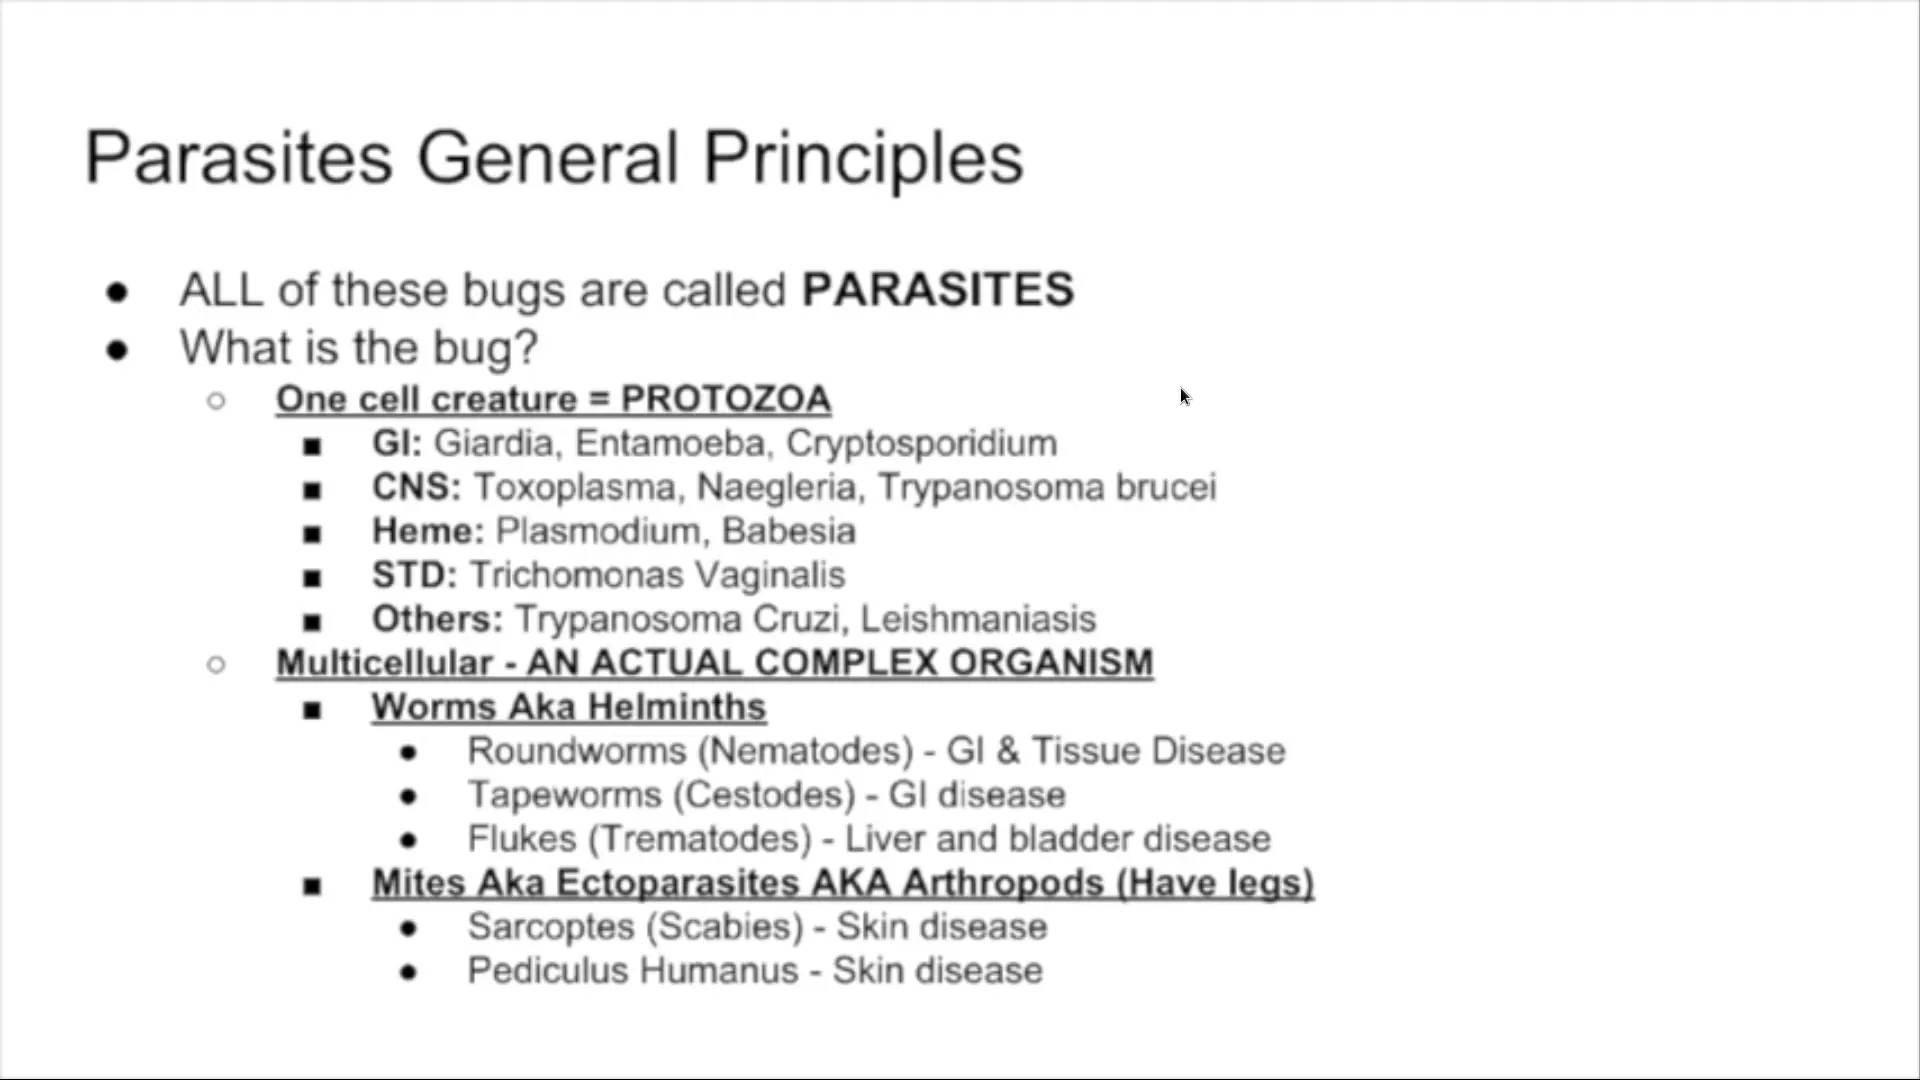 Parasites General Principles
● ALL of these bugs are called PARASITES
● What is the bug?
○ One cell creature = PROTOZOA
■ GI: Giardia, Entamoeba, Cryptosporidium
■ CNS: Toxoplasma, Naegleria, Trypanosoma brucei
■ Heme: Plasmodium, Babesia
■ STD: Trichomonas Vaginalis
■ Others: Trypanosoma Cruzi, Leishmaniasis
○ Multicellular - AN ACTUAL COMPLEX ORGANISM
■ Worms Aka Helminths
● Roundworms (Nematodes) - GI & Tissue Disease
● Tapeworms (Cestodes) - GI disease
● Flukes (Trematodes) - Liver and bladder disease
■ Mites Aka Ectoparasites AKA Arthropods (Have legs)
● Sarcoptes (Scabies) - Skin disease
● Pediculus Humanus - Skin disease